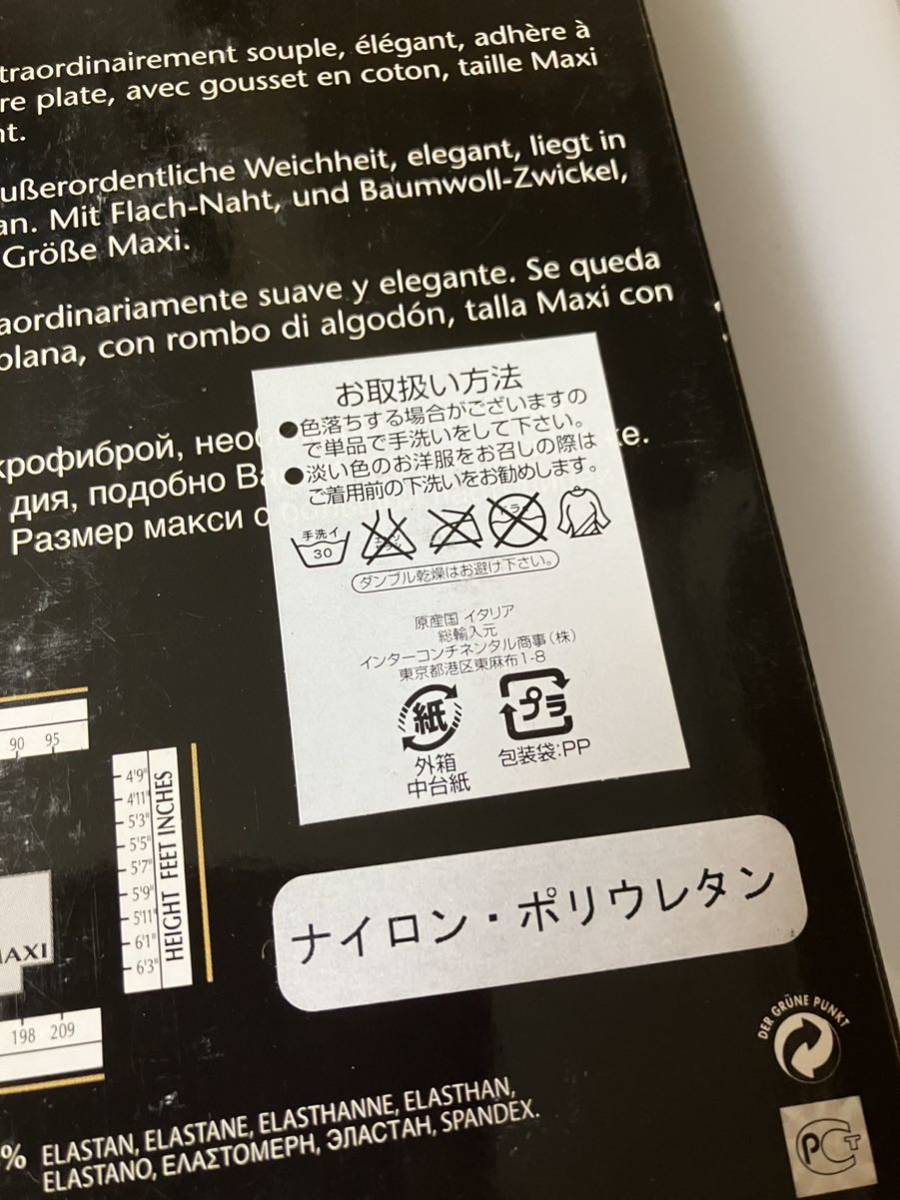 traordinairement souple, élégant, adhère à
re plate, avec gousset en coton, taille Maxi
nt.
ußerordentliche Weichheit, elegant, liegt in
an. Mit Flach-Naht, und Baumwoll-Zwickel,
Größe Maxi.
aordinariamente suave y elegante. Se queda
plana, con rombo di algodón, talla Maxi con
крофиброй, нео
е.
дия, подобно Ва
Размер макси с
お取扱い方法
●色落ちする場合がございますの
で単品で手洗いをして下さい。
●淡い色のお洋服をお召しの際は
ご着用前の下洗いをお勧めします。
手洗イ
30
タンブル乾燥はお避け下さい。
原産国 イタリア
総輸入元
インターコンチネンタル商事(株)
東京都港区東麻布1-8
紙
プラ
外箱
中台紙
包装袋:PP
90 95
4'9"
4'11"
5'3"
5'5"
5'7"
5'9"
5'11"
6'1"
6'3"
HEIGHT FEET INCHES
AXI
198 209
ナイロン・ポリウレタン
DER GRÜNE PUNKT
% ELASTAN, ELASTANE, ELASTHANNE, ELASTHAN,
ELASTANO, ΕΛΑΣΤΟΜΕΡΗ, ЭЛАСТАН, SPANDEX.
РСТ